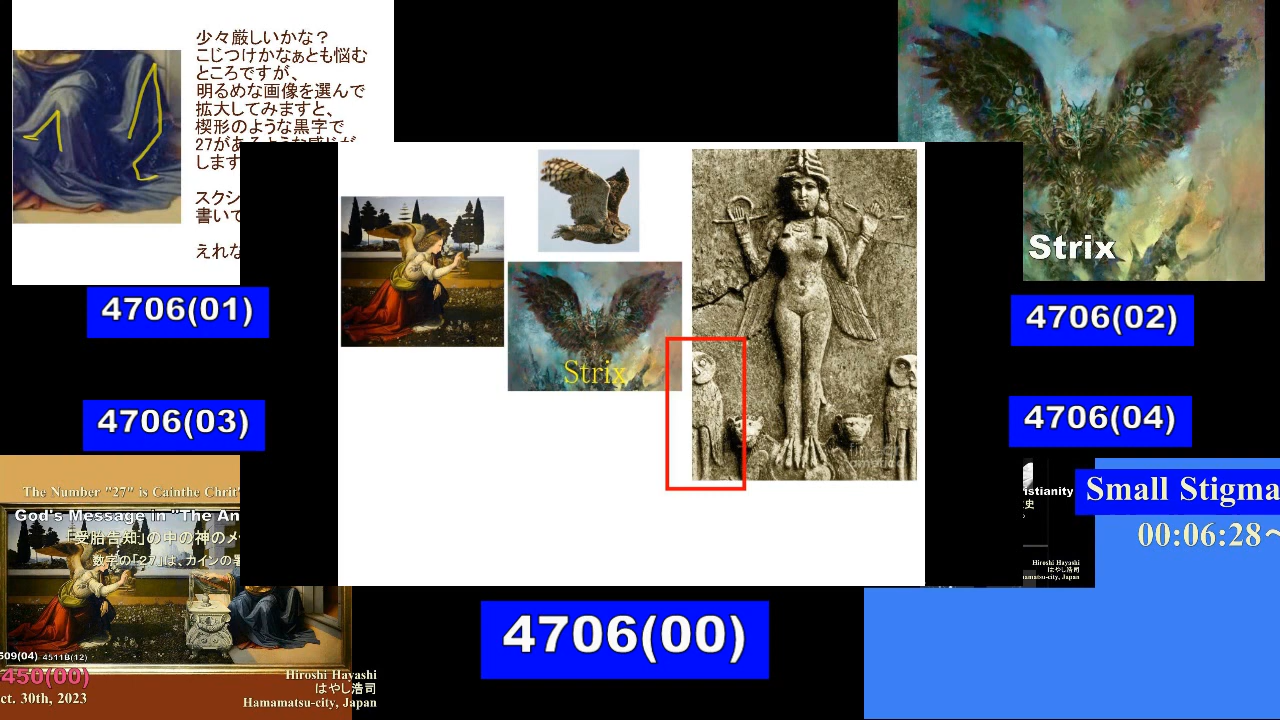 少々厳しいかな？
こじつけかなぁとも悩む
ところですが、
明るめな画像を選んで
拡大してみますと、
楔形のような黒字で
27があるような感じが
します
スクシ
書いて
えれな
4706(01)
Strix
4706(02)
Strix
4706(03)
4706(04)
The Number "27" is Cainthe Chrit
God's Message in "The An
「受胎告知」の中の神のメ
数字の「27」は、カインの署
509(04) 4511B(12)
450(00)
ct. 30th, 2023
Hiroshi Hayashi
はやし浩司
Hamamatsu-city, Japan
4706(00)
istianity
史
Hiroshi Hayashi
はやし浩司
amatsu-city, Japan
Small Stigma
00:06:28～